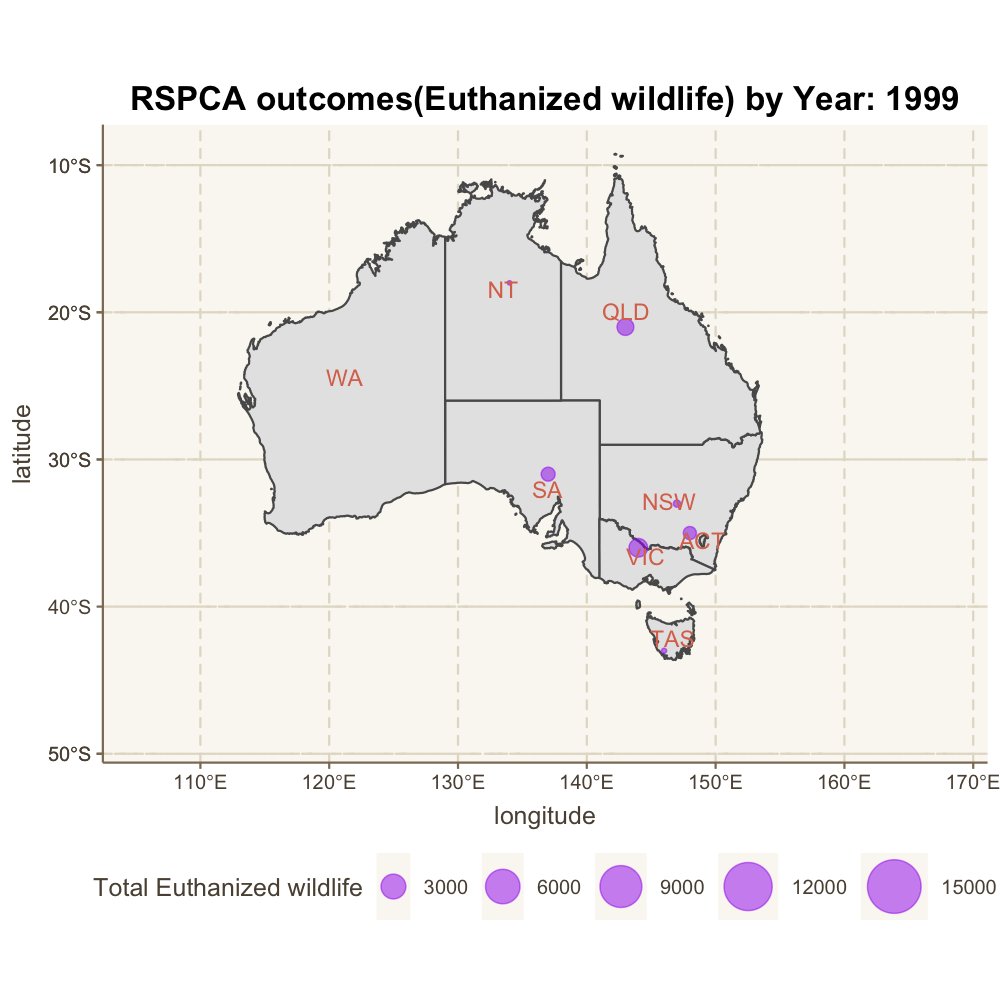 RSPCA outcomes(Euthanized wildlife) by Year: 1999
10°S
20°S
30°S
40°S
50°S
latitude
NT
QLD
WA
SA
NSW
ACT
VIC
TAS
110°E 120°E 130°E 140°E 150°E 160°E 170°E
longitude
Total Euthanized wildlife 3000 6000 9000 12000 15000